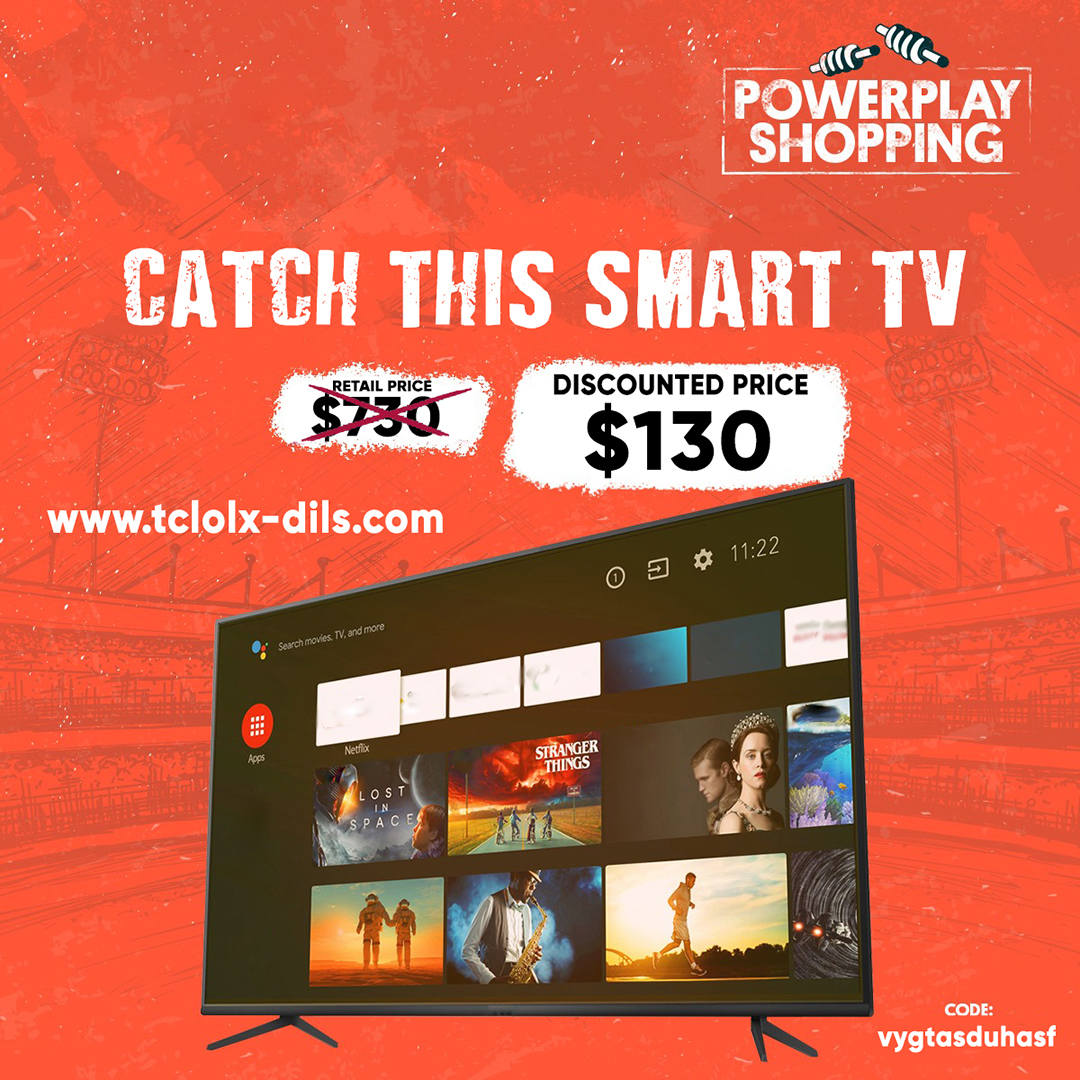 POWERPLAY
SHOPPING
CATCH THIS SMART TV
RETAIL PRICE
$730
DISCOUNTED PRICE
$130
www.tclolx-dils.com
1
11:22
Search movies, TV, and more
Netflix
Apps
LOST
IN
SPACE
STRANGER
THINGS
CODE:
vygtasduhasf